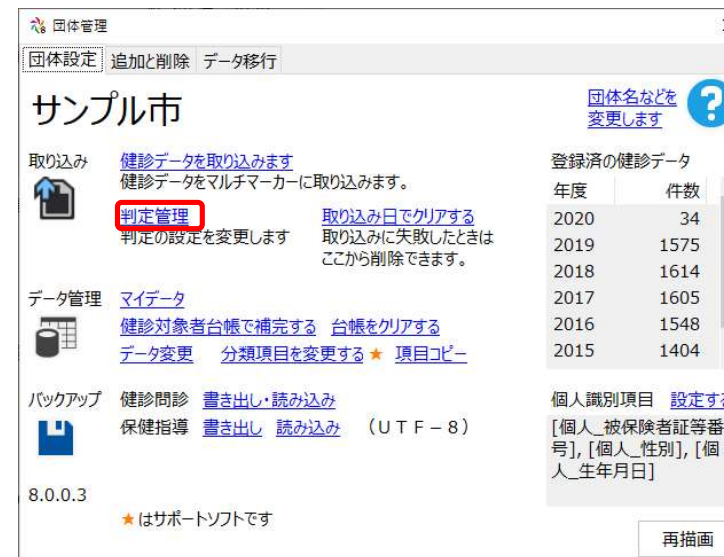 団体管理
団体設定 追加と削除 データ移行
サンプル市
団体名などを
変更します
?
取り込み
健診データを取り込みます
健診データをマルチマーカーに取り込みます。
判定管理
判定の設定を変更します
取り込み日でクリアする
取り込みに失敗したときは
ここから削除できます。
登録済の健診データ
年度 件数
2020 34
2019 1575
2018 1614
2017 1605
2016 1548
2015 1404
データ管理
マイデータ
健診対象者台帳で補完する 台帳をクリアする
データ変更 分類項目を変更する★ 項目コピー
バックアップ
健診問診 書き出し・読み込み
保健指導 書き出し 読み込み (UTF-8)
個人識別項目 設定する
[個人_被保険者証等番
号], [個人_性別], [個
人_生年月日]
8.0.0.3
★はサポートソフトです
再描画